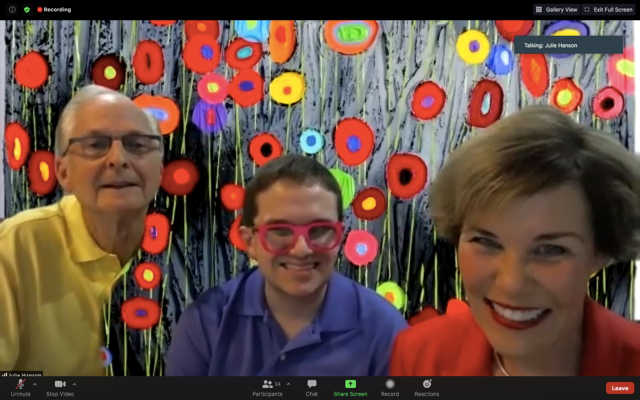 Recording
Gallery View
Exit Full Screen
Talking: Julie Hanson
Julie Hanson
Unmute
Stop Video
Participants
34
Chat
Share Screen
Record
Reactions
Leave